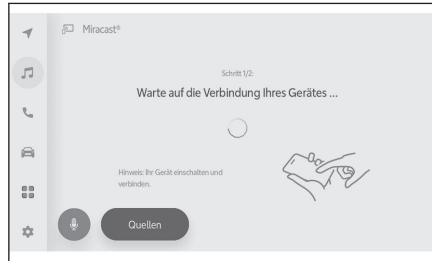 Miracast®
Schritt 1/2:
Warte auf die Verbindung Ihres Gerätes ...
Hinweis: Ihr Gerät einschalten und
verbinden.
Quellen